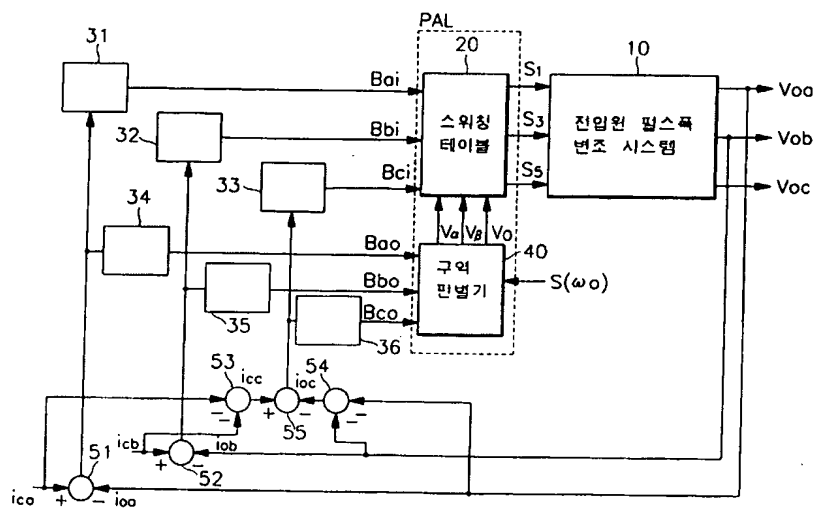 PAL
31
20
10
Bai
S1
Voa
32
Bbi
스위칭
테이블
S3
전압원 펄스폭
변조 시스템
Vob
33
Bci
S5
Voc
34
Vα Vβ Vo
40
Bao
구역
판별기
S(ωo)
35
Bbo
36
Bco
53
icc
ioc
54
+
-
-
-
-
-
55
icb
iob
+
-
52
51
ico
+
-
ioa